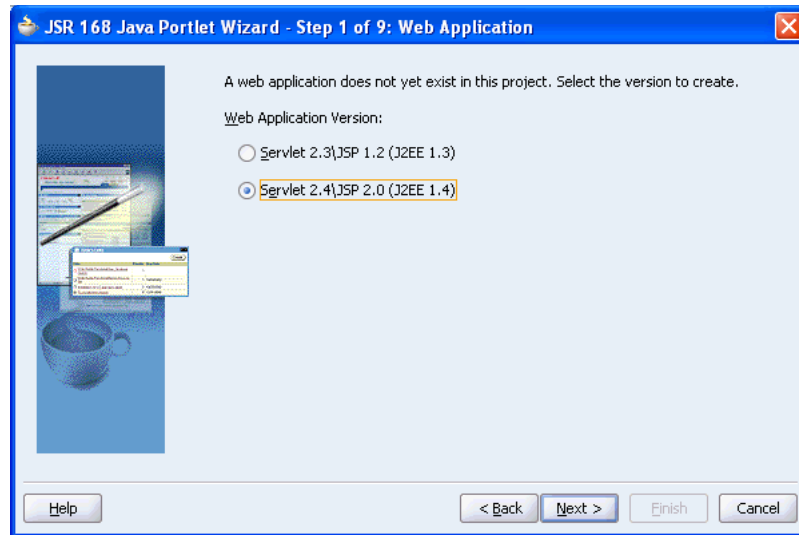 JSR 168 Java Portlet Wizard - Step 1 of 9: Web Application
A web application does not yet exist in this project. Select the version to create.
Web Application Version:
Servlet 2.3\JSP 1.2 (J2EE 1.3)
Servlet 2.4\JSP 2.0 (J2EE 1.4)
Help
< Back Next > Finish Cancel